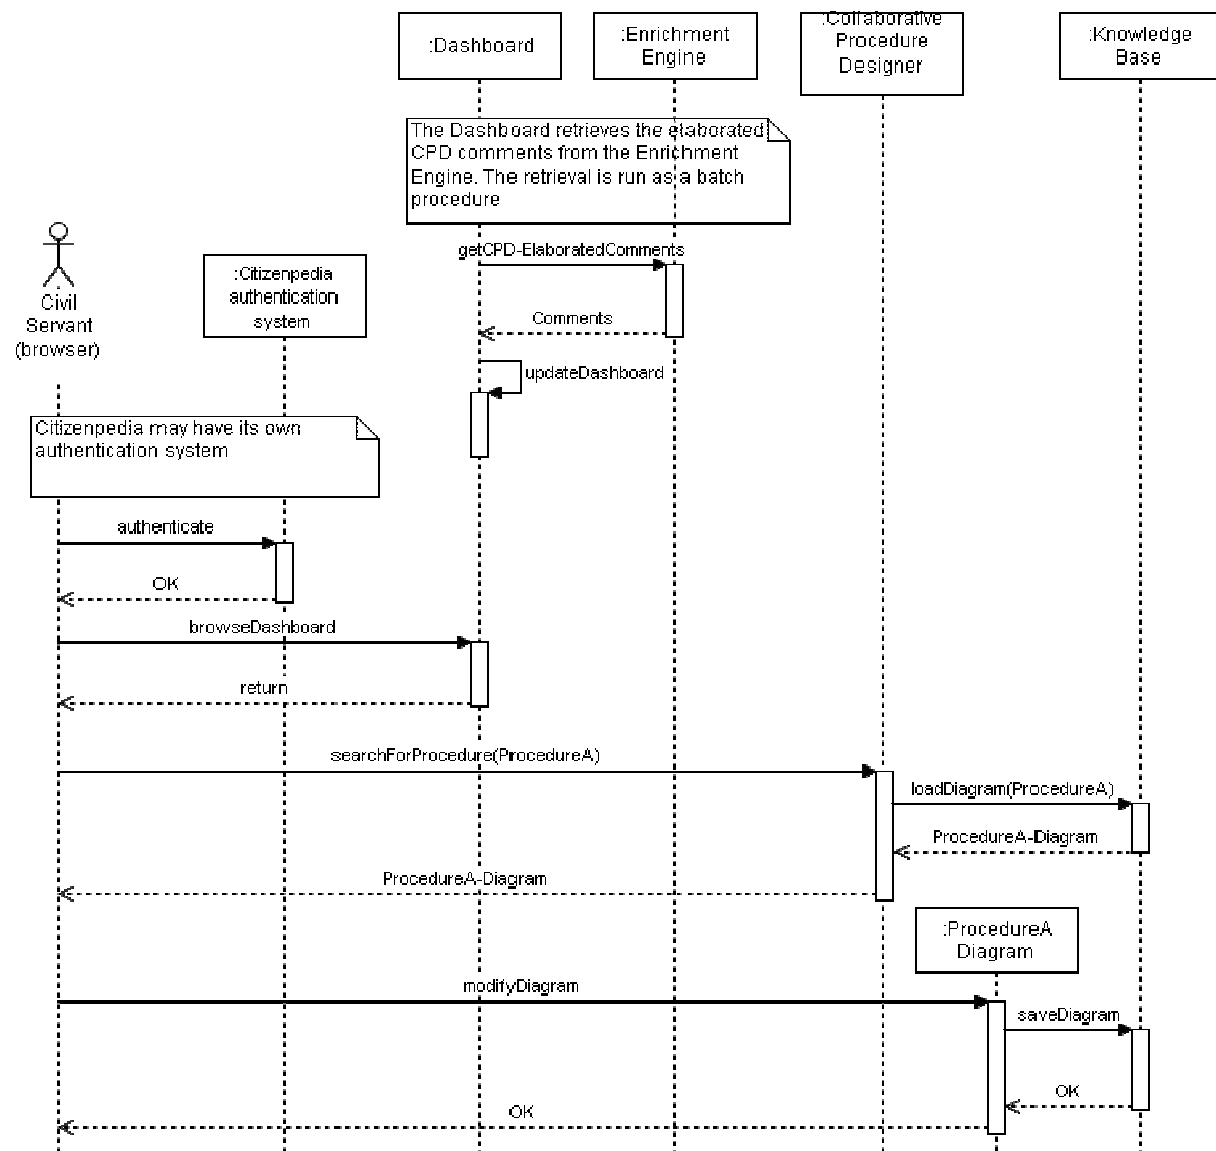 :Dashboard
:Enrichment
Engine
:Collaborative
Procedure
Designer
:Knowledge
Base
The Dashboard retrieves the elaborated
CPD comments from the Enrichment
Engine. The retrieval is run as a batch
procedure
getCPD-ElaboratedComments
:Citizenpedia
authentication
system
Civil
Servant
(browser)
Comments
updateDashboard
Citizenpedia may have its own
authentication system
authenticate
OK
browseDashboard
return
searchForProcedure(ProcedureA)
loadDiagram(ProcedureA)
ProcedureA-Diagram
ProcedureA-Diagram
:ProcedureA
Diagram
modifyDiagram
saveDiagram
OK
OK